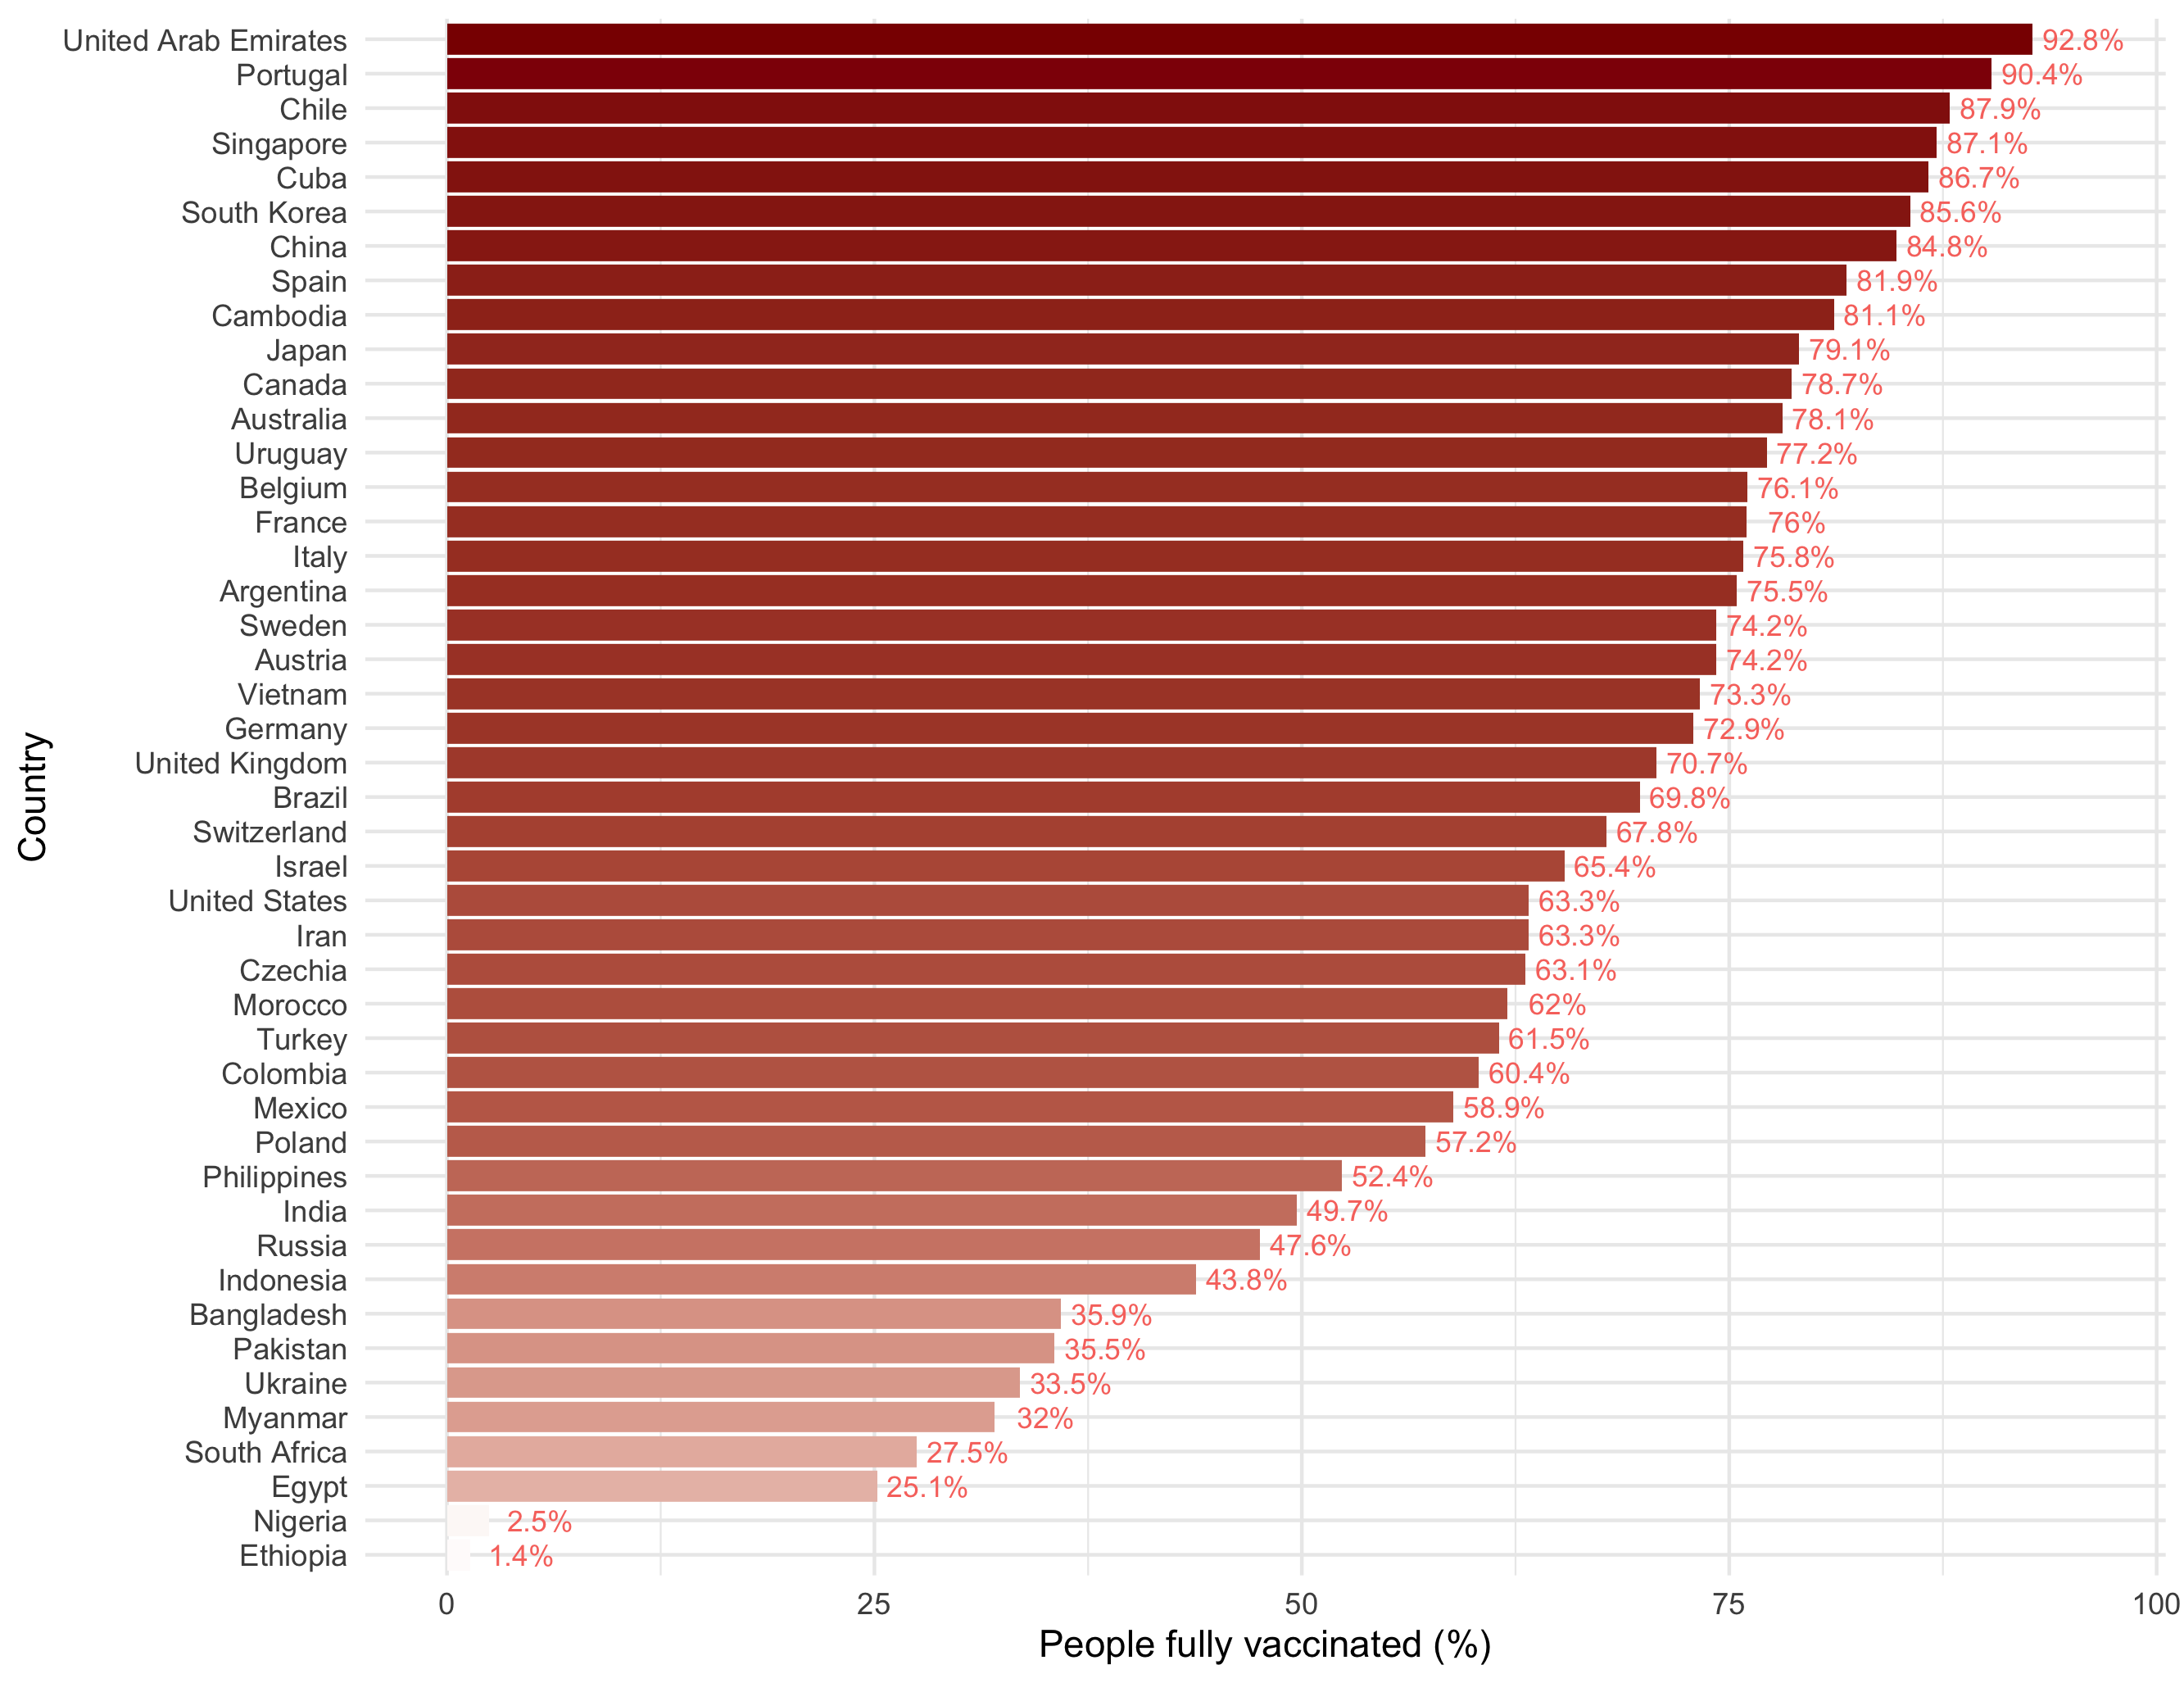 United Arab Emirates 92.8%
Portugal 90.4%
Chile 87.9%
Singapore 87.1%
Cuba 86.7%
South Korea 85.6%
China 84.8%
Spain 81.9%
Cambodia 81.1%
Japan 79.1%
Canada 78.7%
Australia 78.1%
Uruguay 77.2%
Belgium 76.1%
France 76%
Italy 75.8%
Argentina 75.5%
Sweden 74.2%
Austria 74.2%
Vietnam 73.3%
Germany 72.9%
United Kingdom 70.7%
Brazil 69.8%
Switzerland 67.8%
Israel 65.4%
United States 63.3%
Iran 63.3%
Czechia 63.1%
Morocco 62%
Turkey 61.5%
Colombia 60.4%
Mexico 58.9%
Poland 57.2%
Philippines 52.4%
India 49.7%
Russia 47.6%
Indonesia 43.8%
Bangladesh 35.9%
Pakistan 35.5%
Ukraine 33.5%
Myanmar 32%
South Africa 27.5%
Egypt 25.1%
Nigeria 2.5%
Ethiopia 1.4%
Country
0 25 50 75 100
People fully vaccinated (%)